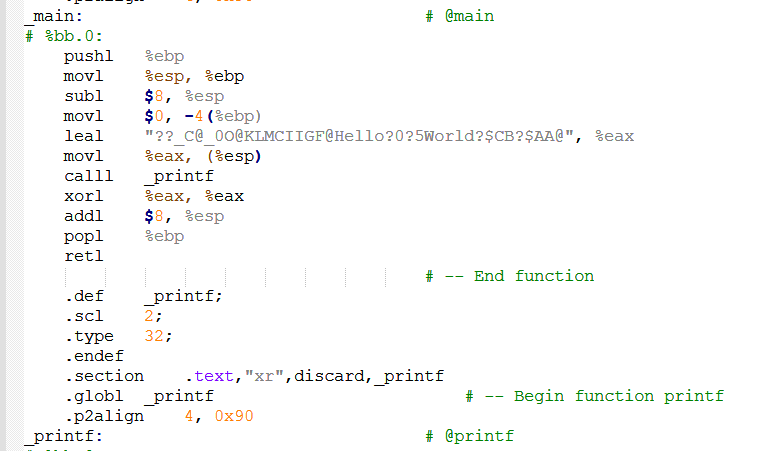 _main: # @main
# %bb.0:
pushl %ebp
movl %esp, %ebp
subl $8, %esp
movl $0, -4(%ebp)
leal "??_C@_0O@KLMCIIGF@Hello?0?5World?$CB?$AA@", %eax
movl %eax, (%esp)
calll _printf
xorl %eax, %eax
addl $8, %esp
popl %ebp
retl
# -- End function
.def _printf;
.scl 2;
.type 32;
.endef
.section .text,"xr",discard,_printf
.globl _printf # -- Begin function printf
.p2align 4, 0x90
_printf: # @printf